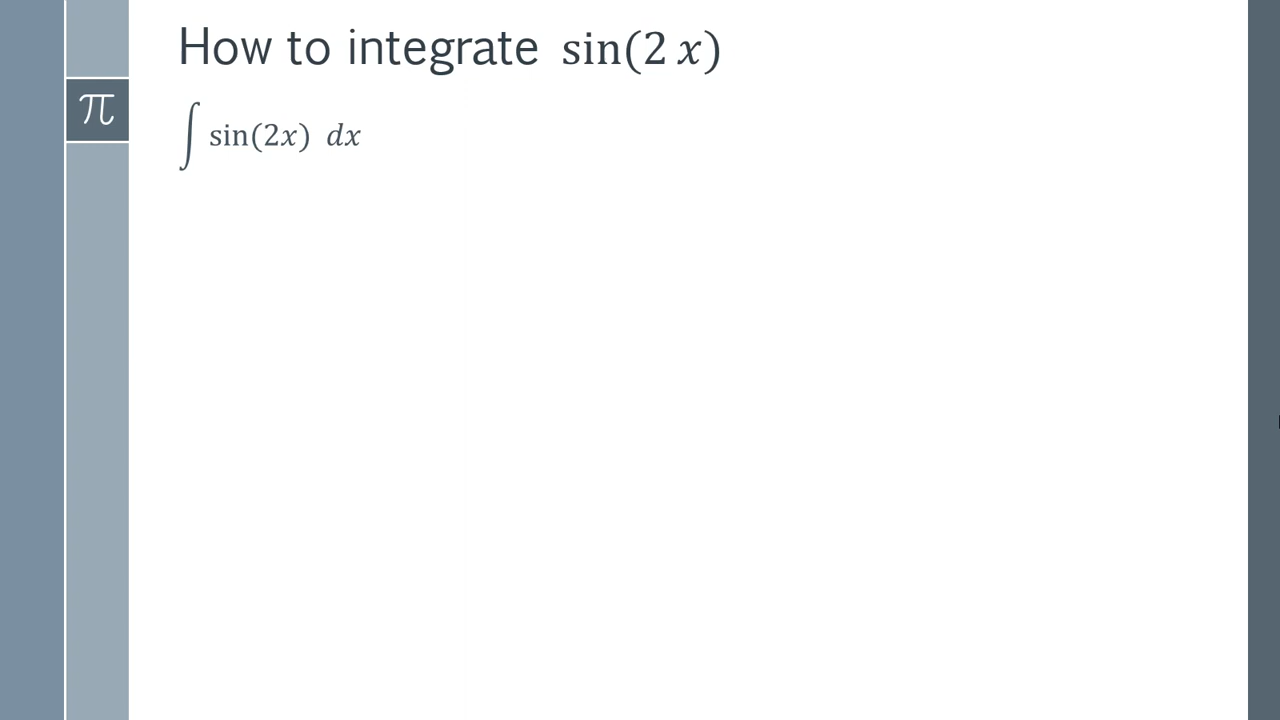 How to integrate sin(2 x)
π
∫ sin(2x) dx